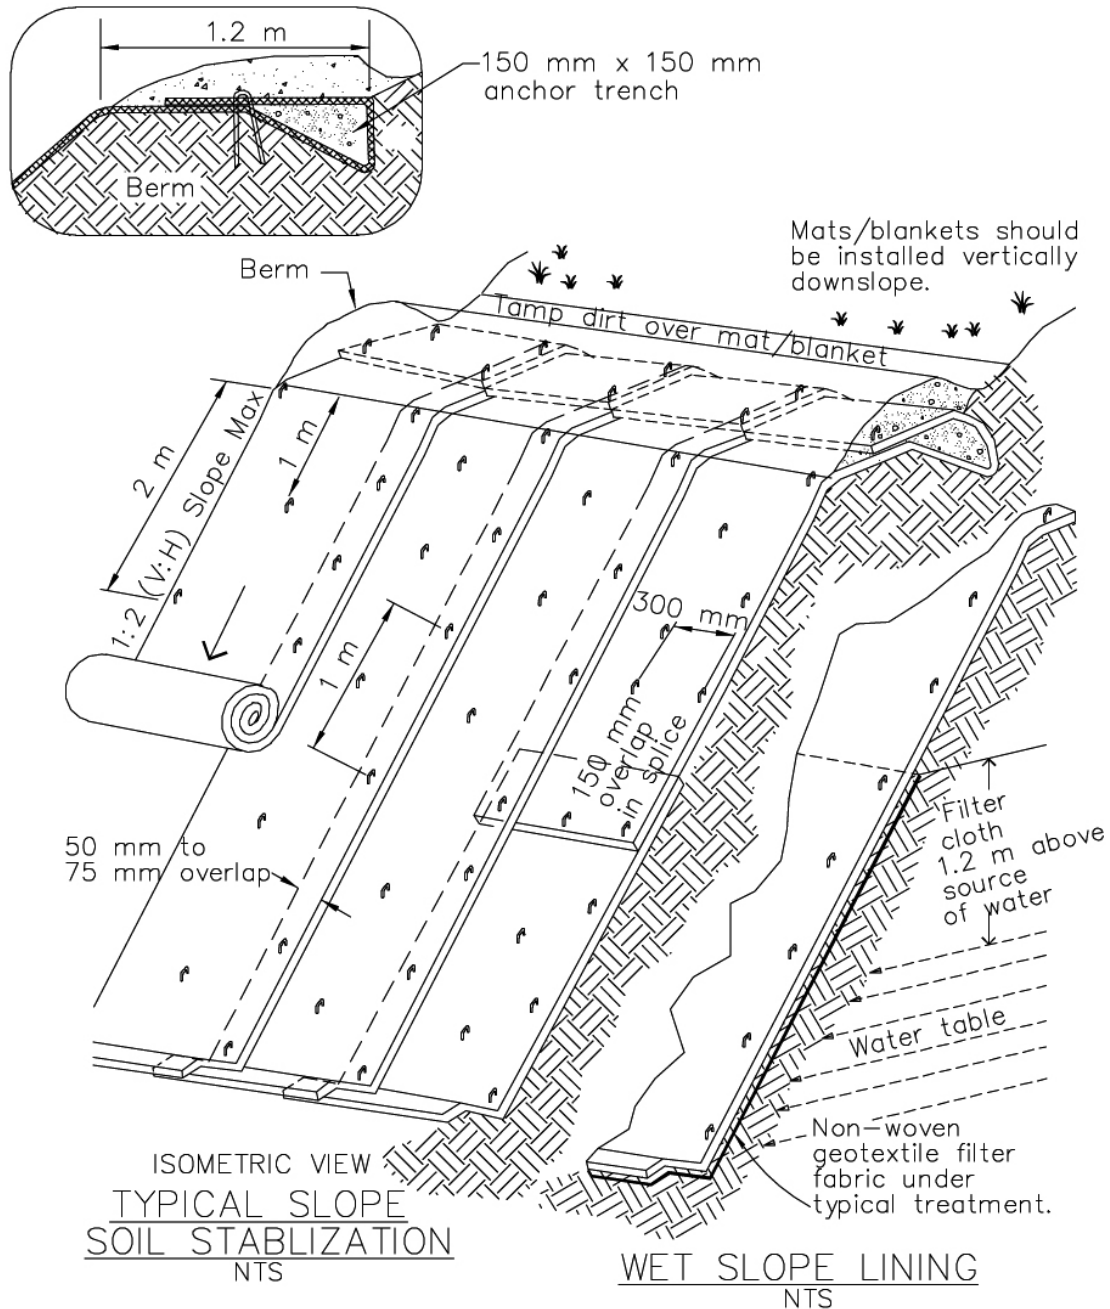 1.2 m
150 mm x 150 mm
anchor trench
Berm
Mats/blankets should
be installed vertically
downslope.
Berm
Tamp dirt over mat/blanket
2 m
1:2 (V:H) Slope Max
1 m
1 m
300 mm
150 mm
overlap
in splice
50 mm to
75 mm overlap
Filter
cloth
1.2 m above
source
of water
Water table
Non-woven
geotextile filter
fabric under
typical treatment.
ISOMETRIC VIEW
TYPICAL SLOPE
SOIL STABLIZATION
NTS
WET SLOPE LINING
NTS